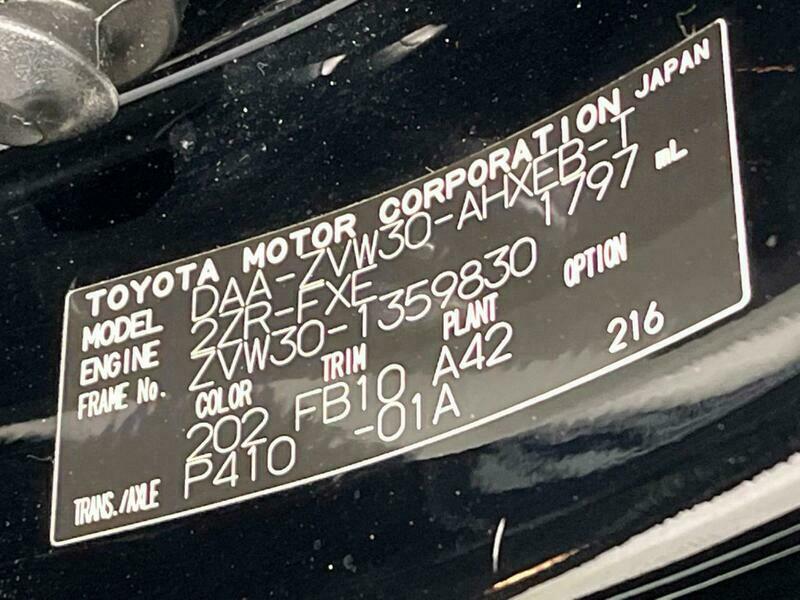 TOYOTA MOTOR CORPORATION JAPAN
MODEL DAA-ZVW30-AHXEB-T
ENGINE 2ZR-FXE 1797 mL
FRAME No. ZVW30-1359830
COLOR TRIM PLANT OPTION
202 FB10 A42 216
TRANS./AXLE P410 -01A